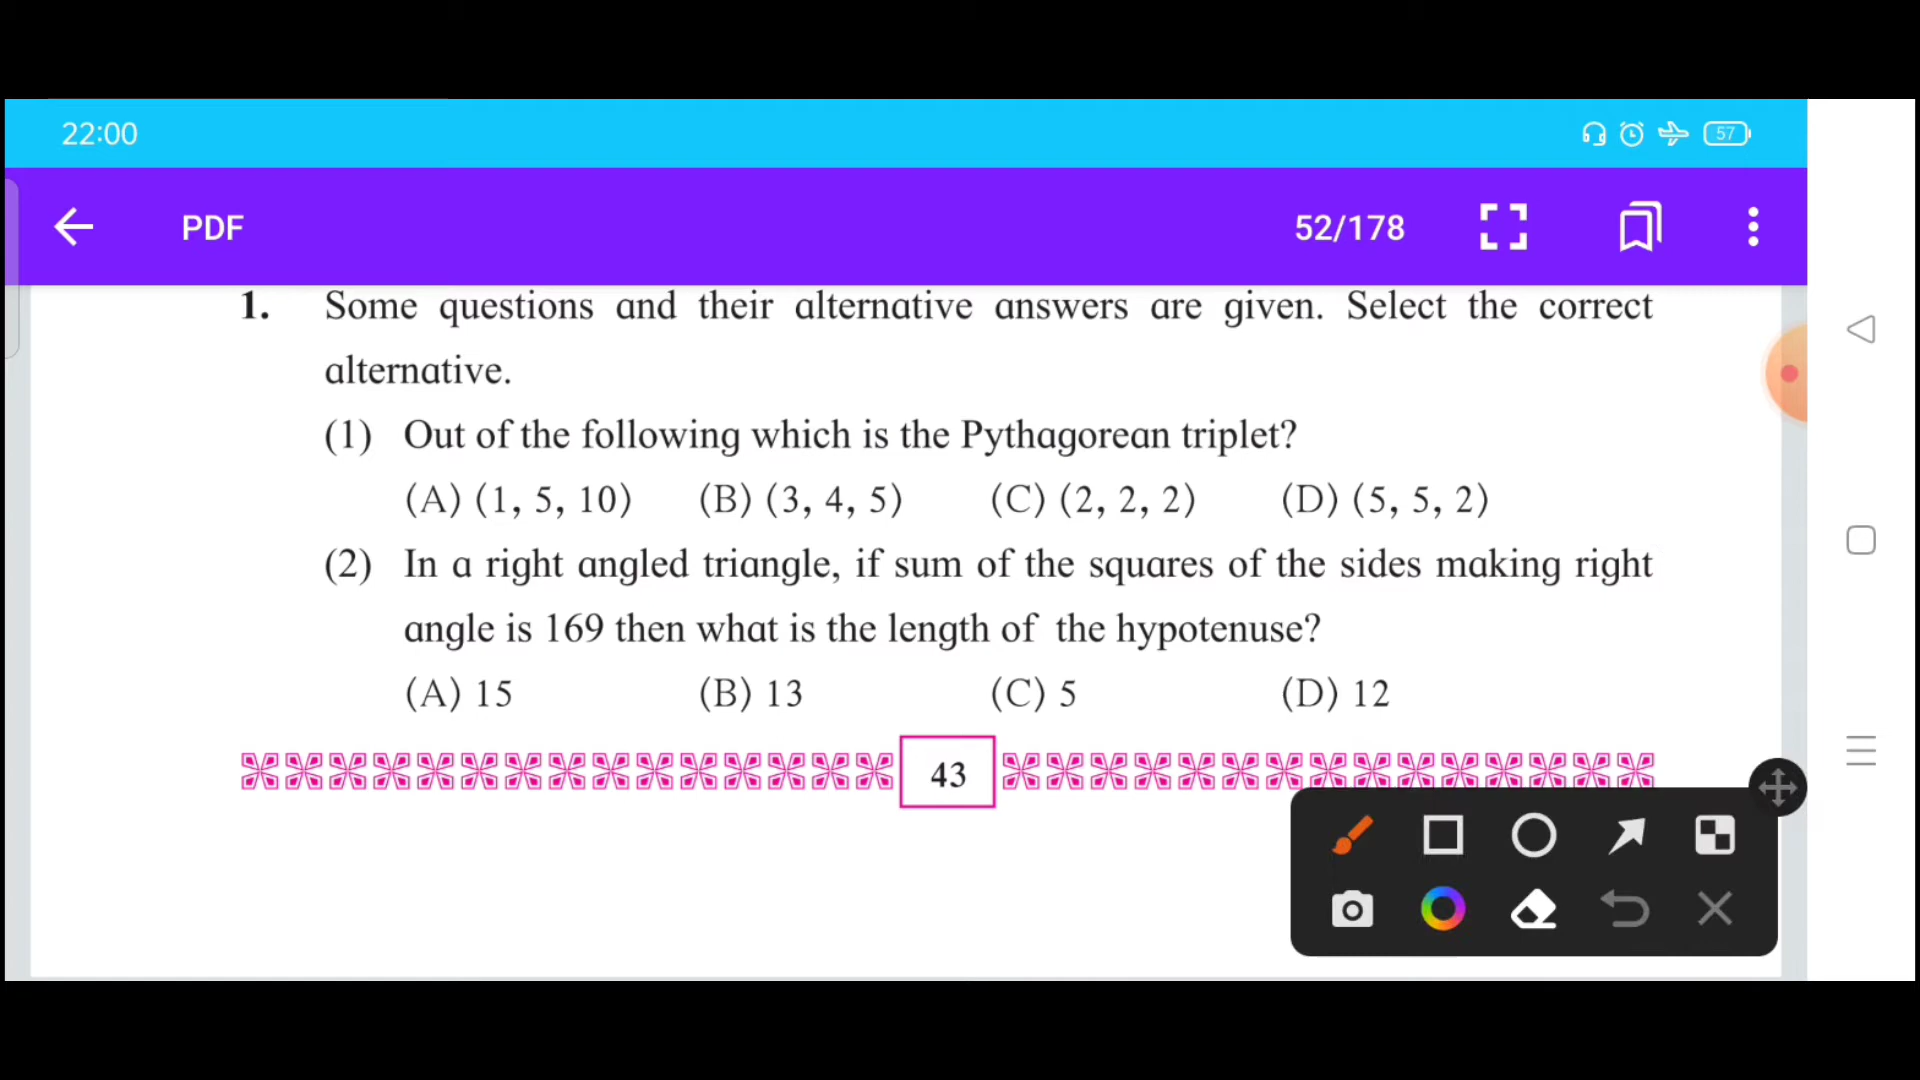 22:00
57
PDF
52/178
1. Some questions and their alternative answers are given. Select the correct
alternative.
(1) Out of the following which is the Pythagorean triplet?
(A) (1, 5, 10) (B) (3, 4, 5) (C) (2, 2, 2) (D) (5, 5, 2)
(2) In a right angled triangle, if sum of the squares of the sides making right
angle is 169 then what is the length of the hypotenuse?
(A) 15 (B) 13 (C) 5 (D) 12
43